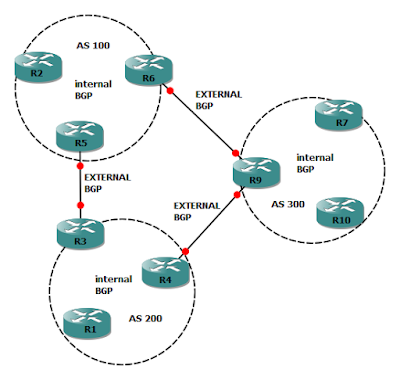 AS 100
R2
R6
internal
BGP
R5
EXTERNAL
BGP
R7
internal
BGP
R9
AS 300
R10
EXTERNAL
BGP
EXTERNAL
BGP
R3
internal
BGP
R4
R1
AS 200